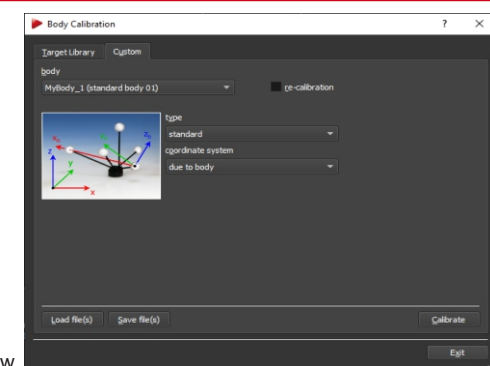 Body Calibration ? ×
Target Library Custom
body
MyBody_1 (standard body 01) re-calibration
type
standard
coordinate system
due to body
Load file(s) Save file(s) Calibrate
Exit
w